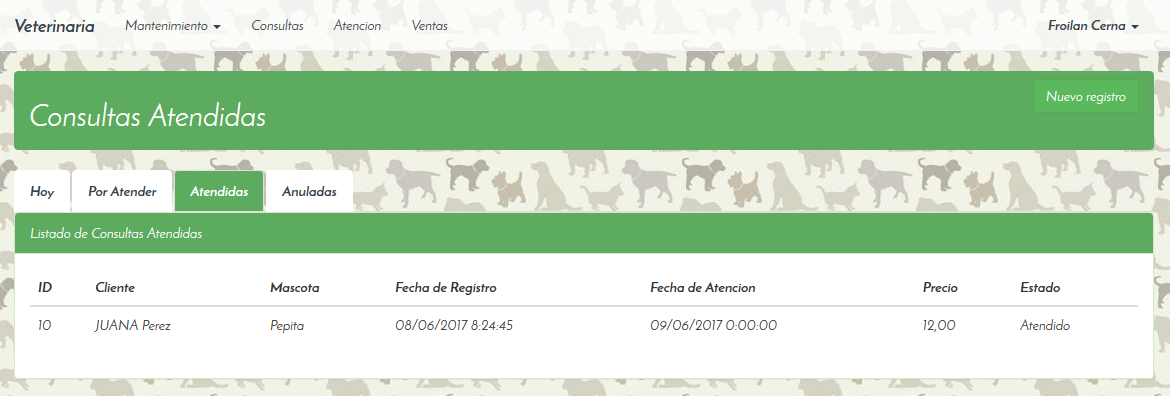 Veterinaria Mantenimiento Consultas Atencion Ventas Froilan Cerna
Nuevo registro
Consultas Atendidas
Hoy Por Atender Atendidas Anuladas
Listado de Consultas Atendidas
ID Cliente Mascota Fecha de Registro Fecha de Atencion Precio Estado
10 JUANA Perez Pepita 08/06/2017 8:24:45 09/06/2017 0:00:00 12,00 Atendido